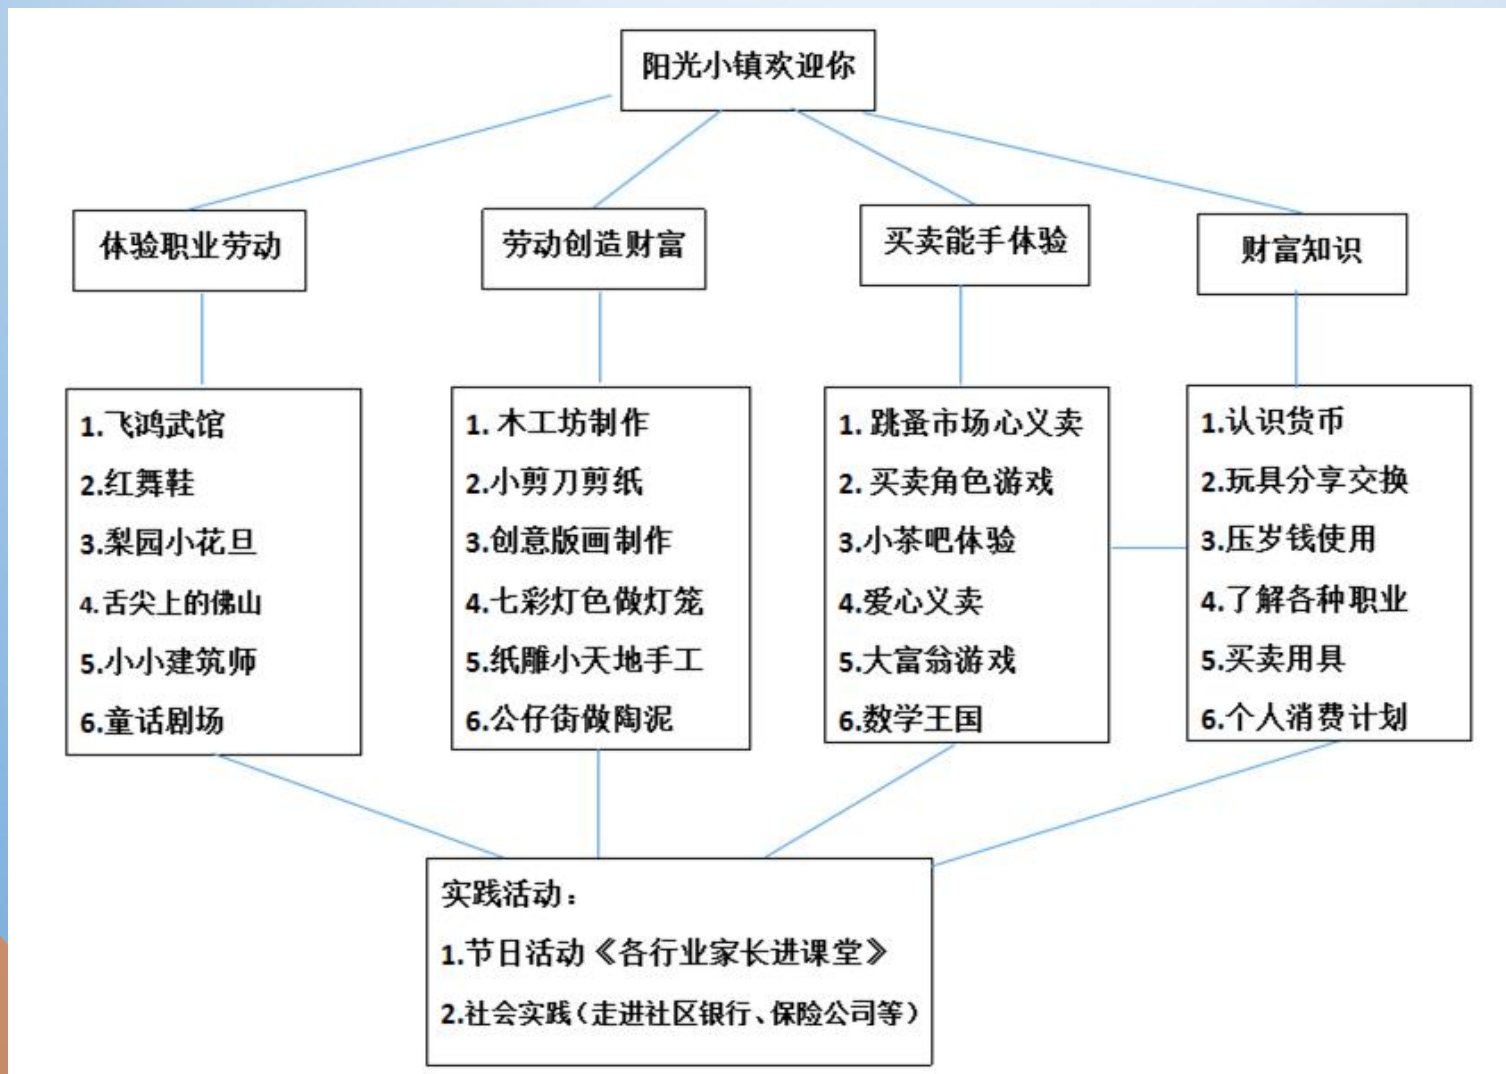 阳光小镇欢迎你
体验职业劳动
劳动创造财富
买卖能手体验
财富知识
1.飞鸿武馆
2.红舞鞋
3.梨园小花旦
4.舌尖上的佛山
5.小小建筑师
6.童话剧场
1. 木工坊制作
2.小剪刀剪纸
3.创意版画制作
4.七彩灯色做灯笼
5.纸雕小天地手工
6.公仔街做陶泥
1. 跳蚤市场心义卖
2. 买卖角色游戏
3.小茶吧体验
4.爱心义卖
5.大富翁游戏
6.数学王国
1.认识货币
2.玩具分享交换
3.压岁钱使用
4.了解各种职业
5.买卖用具
6.个人消费计划
实践活动：
1.节日活动《各行业家长进课堂》
2.社会实践（走进社区银行、保险公司等）